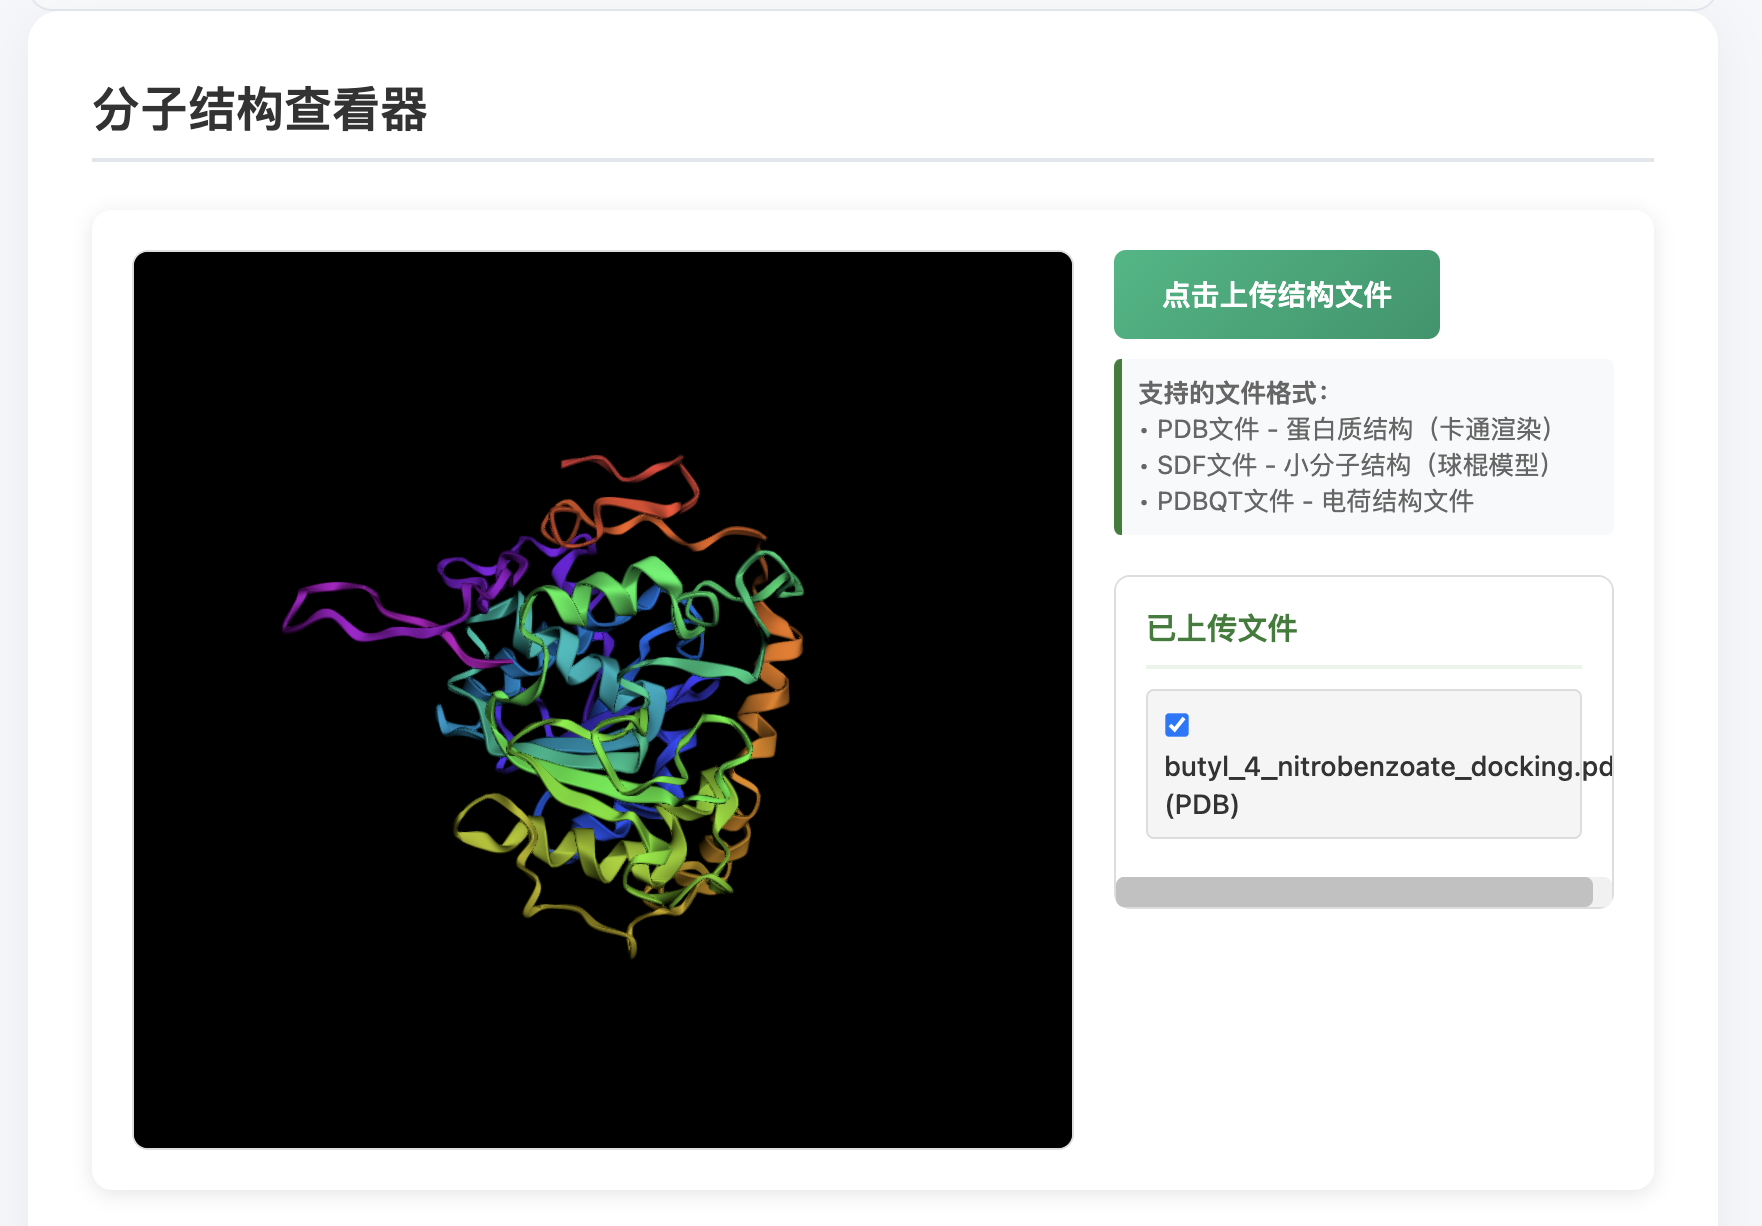 分子结构查看器
点击上传结构文件
支持的文件格式：
• PDB文件 - 蛋白质结构（卡通渲染）
• SDF文件 - 小分子结构（球棍模型）
• PDBQT文件 - 电荷结构文件
已上传文件
butyl_4_nitrobenzoate_docking.pd
(PDB)